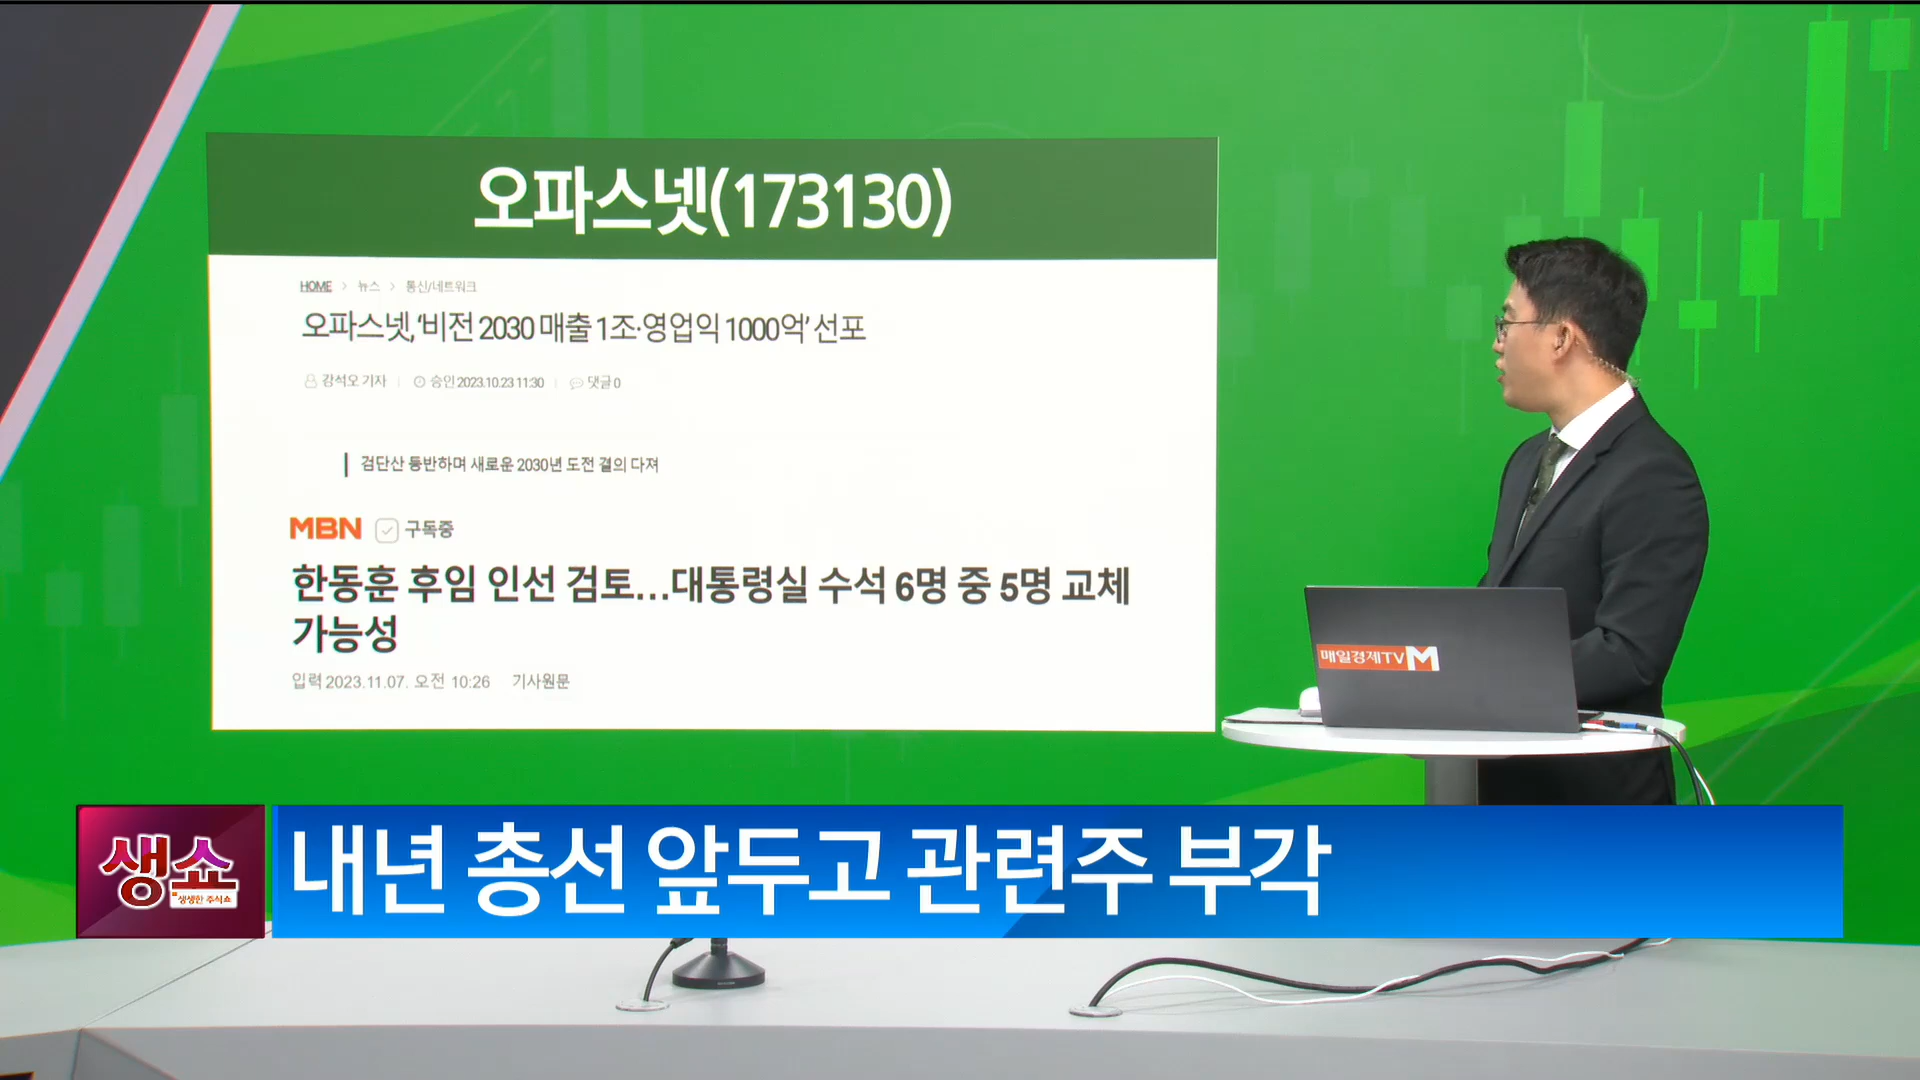 오파스넷(173130)
HOME > 뉴스 > 통신/네트워크
오파스넷, '비전 2030 매출 1조·영업익 1000억' 선포
강석오 기자 | 승인 2023.10.23 11:30 | 댓글 0
검단산 등반하며 새로운 2030년 도전 결의 다져
MBN 구독중
한동훈 후임 인선 검토...대통령실 수석 6명 중 5명 교체
가능성
입력 2023.11.07. 오전 10:26 기사원문
매일경제TV M
생쇼
생생한 주식쇼
내년 총선 앞두고 관련주 부각